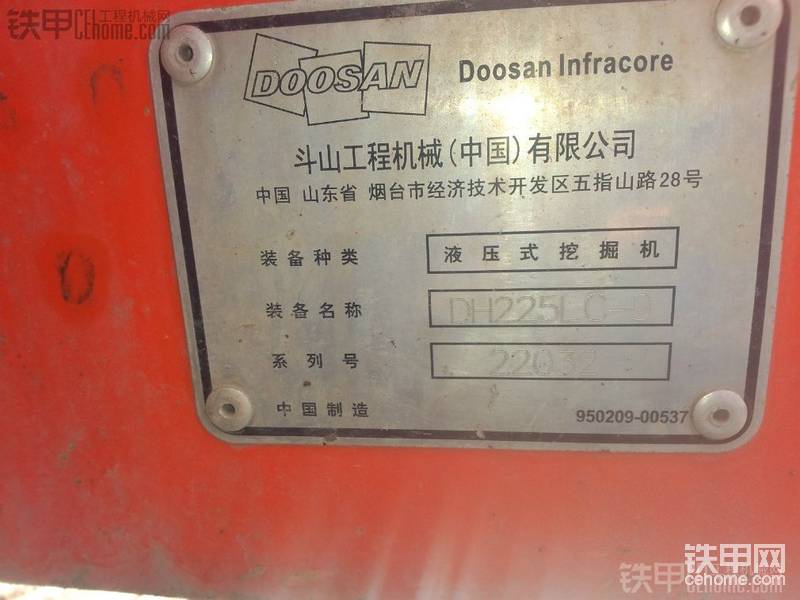 铁甲工程机械网
CEhome.com
DOOSAN
Doosan Infracore
斗山工程机械(中国)有限公司
中国 山东省 烟台市经济技术开发区五指山路28号
装备种类 液压式挖掘机
装备名称 DH225LC-9
系列号 22032
中国制造 950209-00537
铁甲网
cehome.com